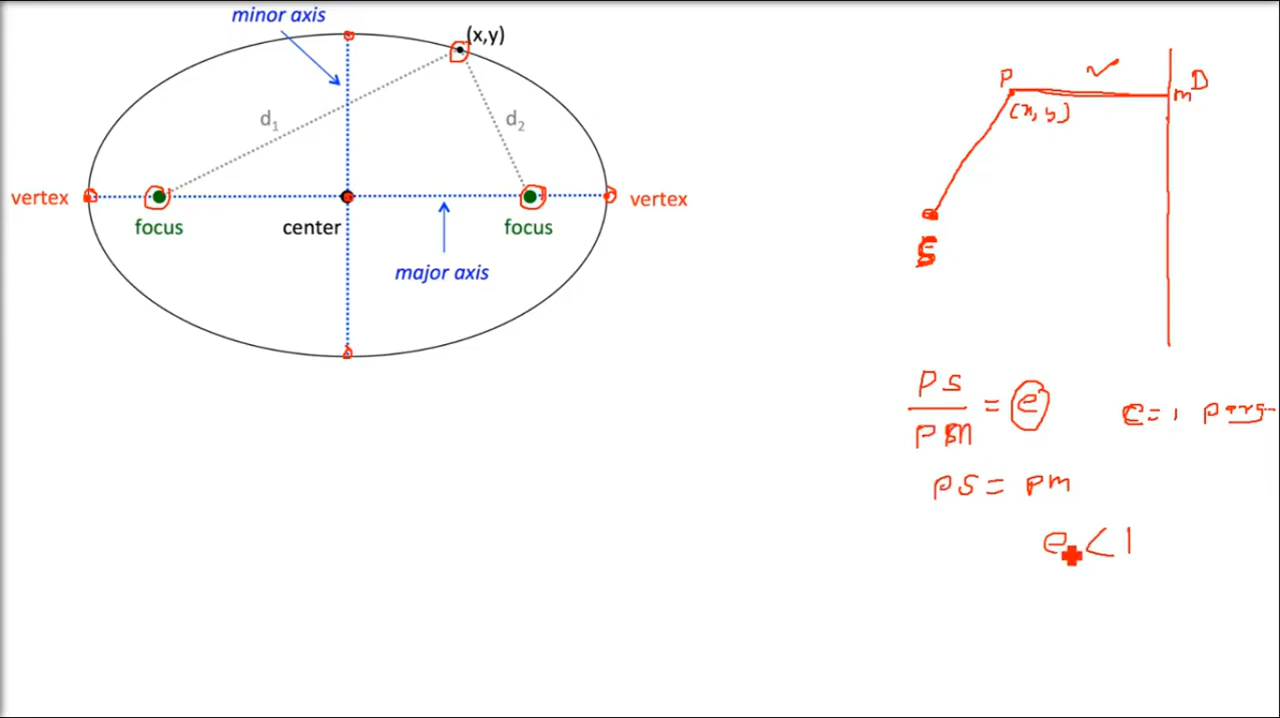 minor axis
(x,y)
d₁
d₂
vertex
vertex
focus
center
focus
major axis
P
m D
(x, y)
S
PS
PM
= e
e = 1
PS = PM
e < 1